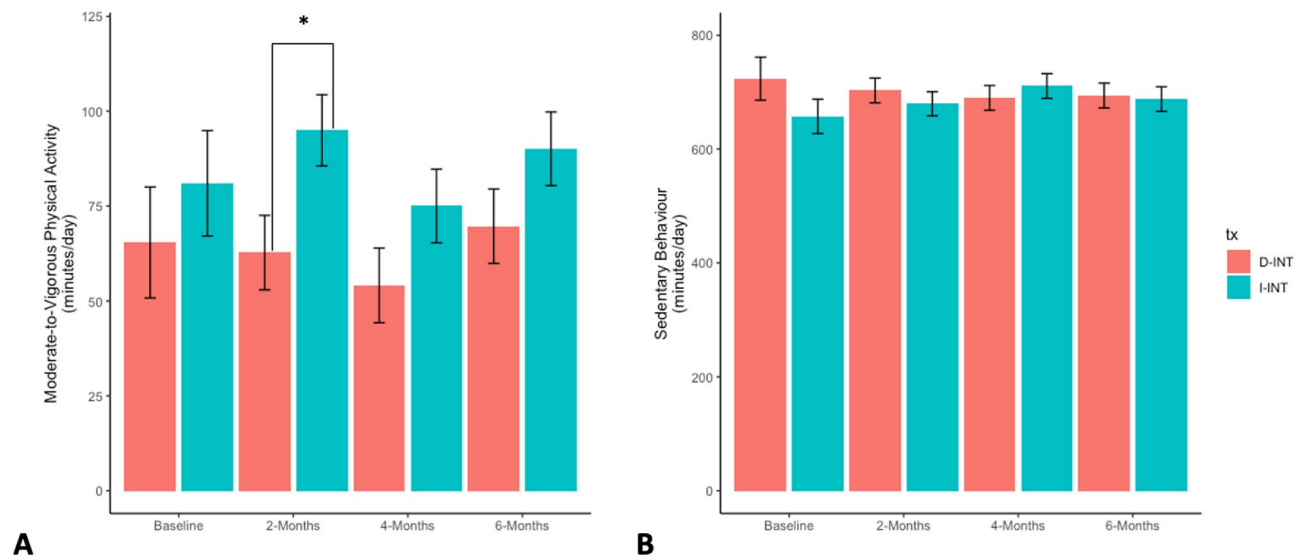 *
Moderate-to-Vigorous Physical Activity
(minutes/day)
125
100
75
50
25
0
Baseline
2-Months
4-Months
6-Months
A
Sedentary Behaviour
(minutes/day)
800
600
400
200
0
Baseline
2-Months
4-Months
6-Months
B
tx
D-INT
I-INT